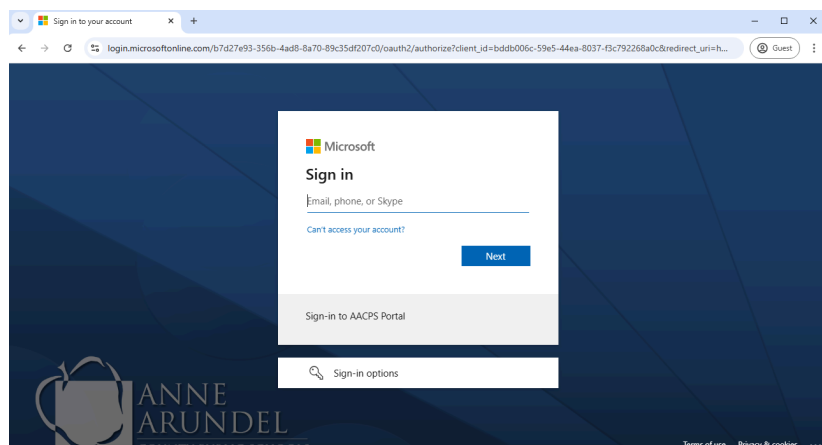 Sign in to your account
login.microsoftonline.com/b7d27e93-356b-4ad8-8a70-89c35df207c0/oauth2/authorize?client_id=bddb006c-59e5-44ea-8037-f3c792268a0c&redirect_uri=h...
Guest
Microsoft
Sign in
Email, phone, or Skype
Can't access your account?
Next
Sign-in to AACPS Portal
Sign-in options
ANNE
ARUNDEL
Terms of use Privacy & cookies ...